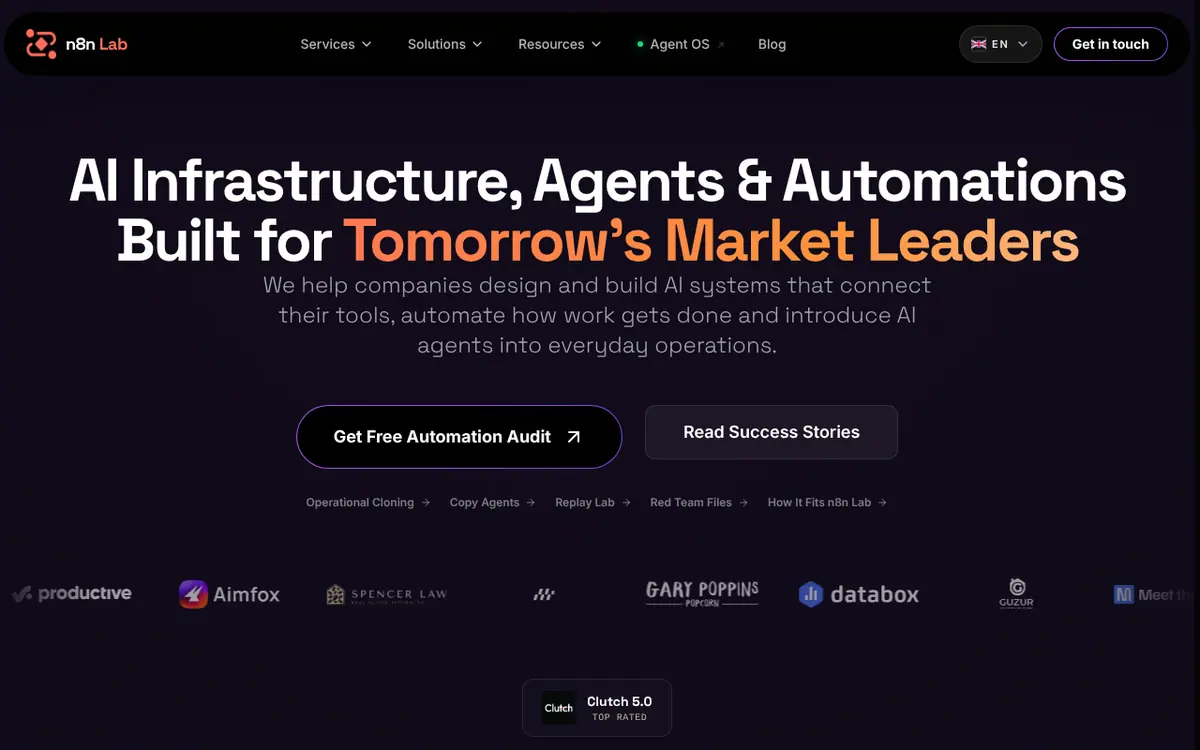 n8n Lab
Services
Solutions
Resources
Agent OS
Blog
EN
Get in touch
AI Infrastructure, Agents & Automations
Built for Tomorrow's Market Leaders
We help companies design and build AI systems that connect
their tools, automate how work gets done and introduce AI
agents into everyday operations.
Get Free Automation Audit
Read Success Stories
Operational Cloning
Copy Agents
Replay Lab
Red Team Files
How It Fits n8n Lab
productive
Aimfox
SPENCER LAW
GARY POPPINS
POPCORN
databox
GUZUR
Meet
Clutch
Clutch 5.0
TOP RATED